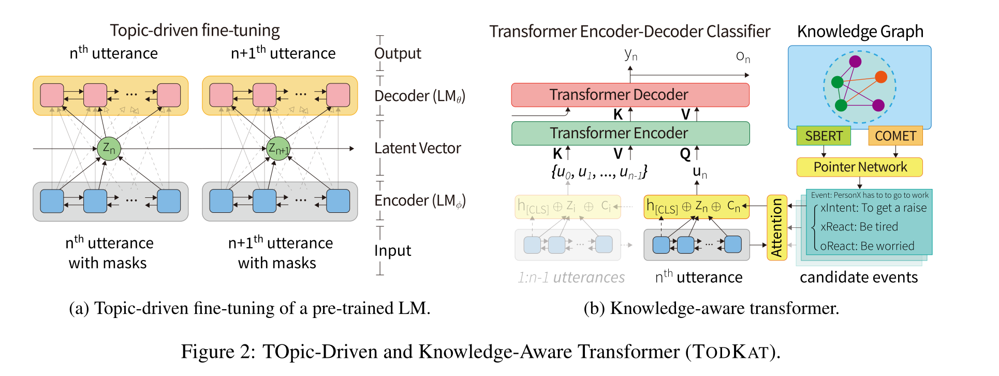 Topic-driven fine-tuning
nth utterance
n+1th utterance
Output
Decoder (LMθ)
zn
zn+1
Latent Vector
...
...
Encoder (LMϕ)
...
...
nth utterance
with masks
n+1th utterance
with masks
Input
(a) Topic-driven fine-tuning of a pre-trained LM.
Transformer Encoder-Decoder Classifier
yn
on
Transformer Decoder
K
V
Transformer Encoder
K
V
Q
{u0, u1, ..., un-1}
un
h[CLS] ⊕ zi ⊕ ci
h[CLS] ⊕ zn ⊕ cn
...
...
1:n-1 utterances
nth utterance
Attention
Knowledge Graph
SBERT
COMET
Pointer Network
Event: PersonX has to to go to work
xIntent: To get a raise
xReact: Be tired
oReact: Be worried
candidate events
(b) Knowledge-aware transformer.
Figure 2: TOpic-Driven and Knowledge-Aware Transformer (TODKAT).